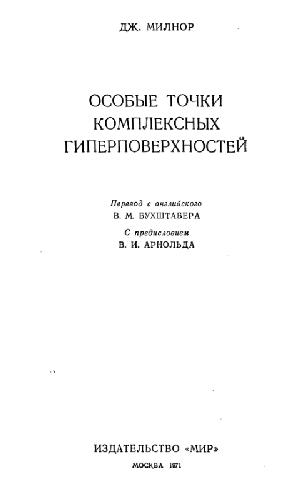 ДЖ. МИЛНОР
ОСОБЫЕ ТОЧКИ
КОМПЛЕКСНЫХ
ГИПЕРПОВЕРХНОСТЕЙ
Перевод с английского
В. М. БУХШТАБЕРА
С предисловием
В. И. АРНОЛЬДА
ИЗДАТЕЛЬСТВО «МИР»
МОСКВА 1971